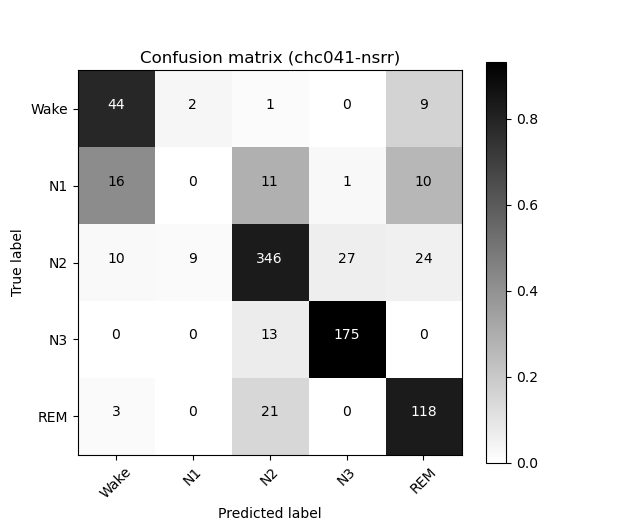 Confusion matrix (chc041-nsrr)
Wake 44 2 1 0 9
N1 16 0 11 1 10
N2 10 9 346 27 24
N3 0 0 13 175 0
REM 3 0 21 0 118
Wake N1 N2 N3 REM
True label
Predicted label
0.8
0.6
0.4
0.2
0.0